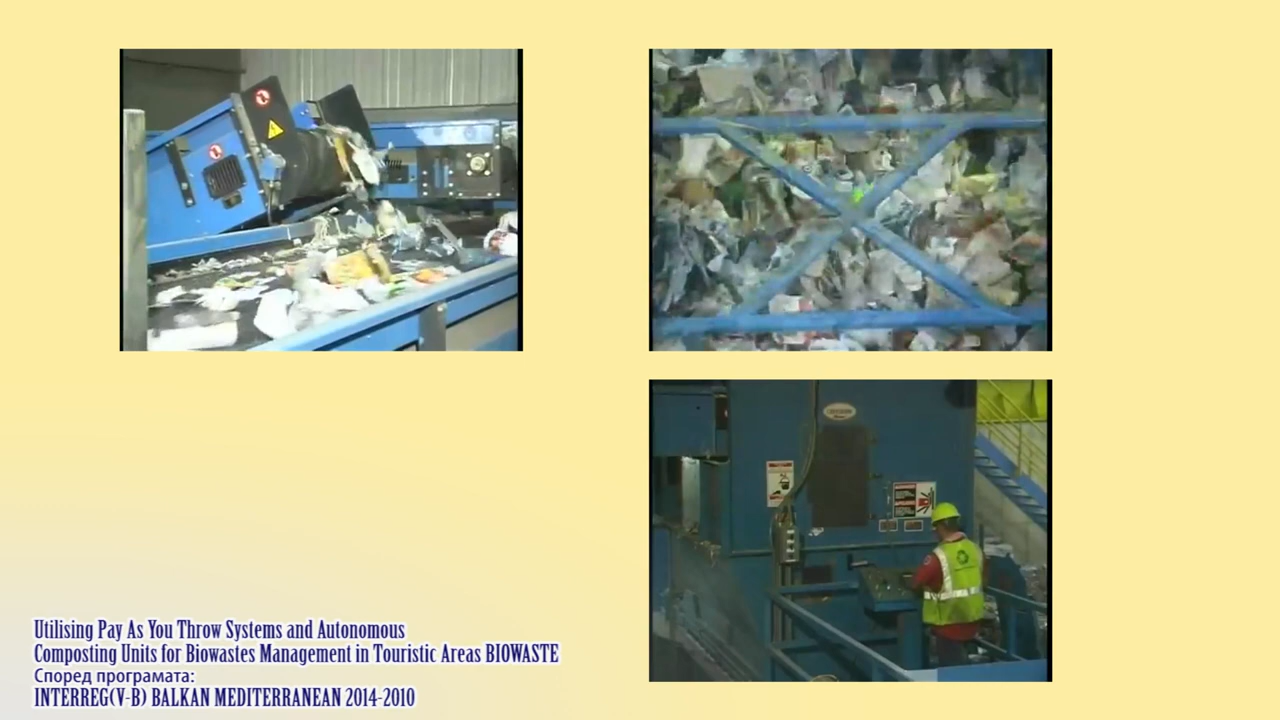 Utilising Pay As You Throw Systems and Autonomous
Composting Units for Biowastes Management in Touristic Areas BIOWASTE
Според програмата:
INTERREG(V-B) BALKAN MEDITERRANEAN 2014-2010